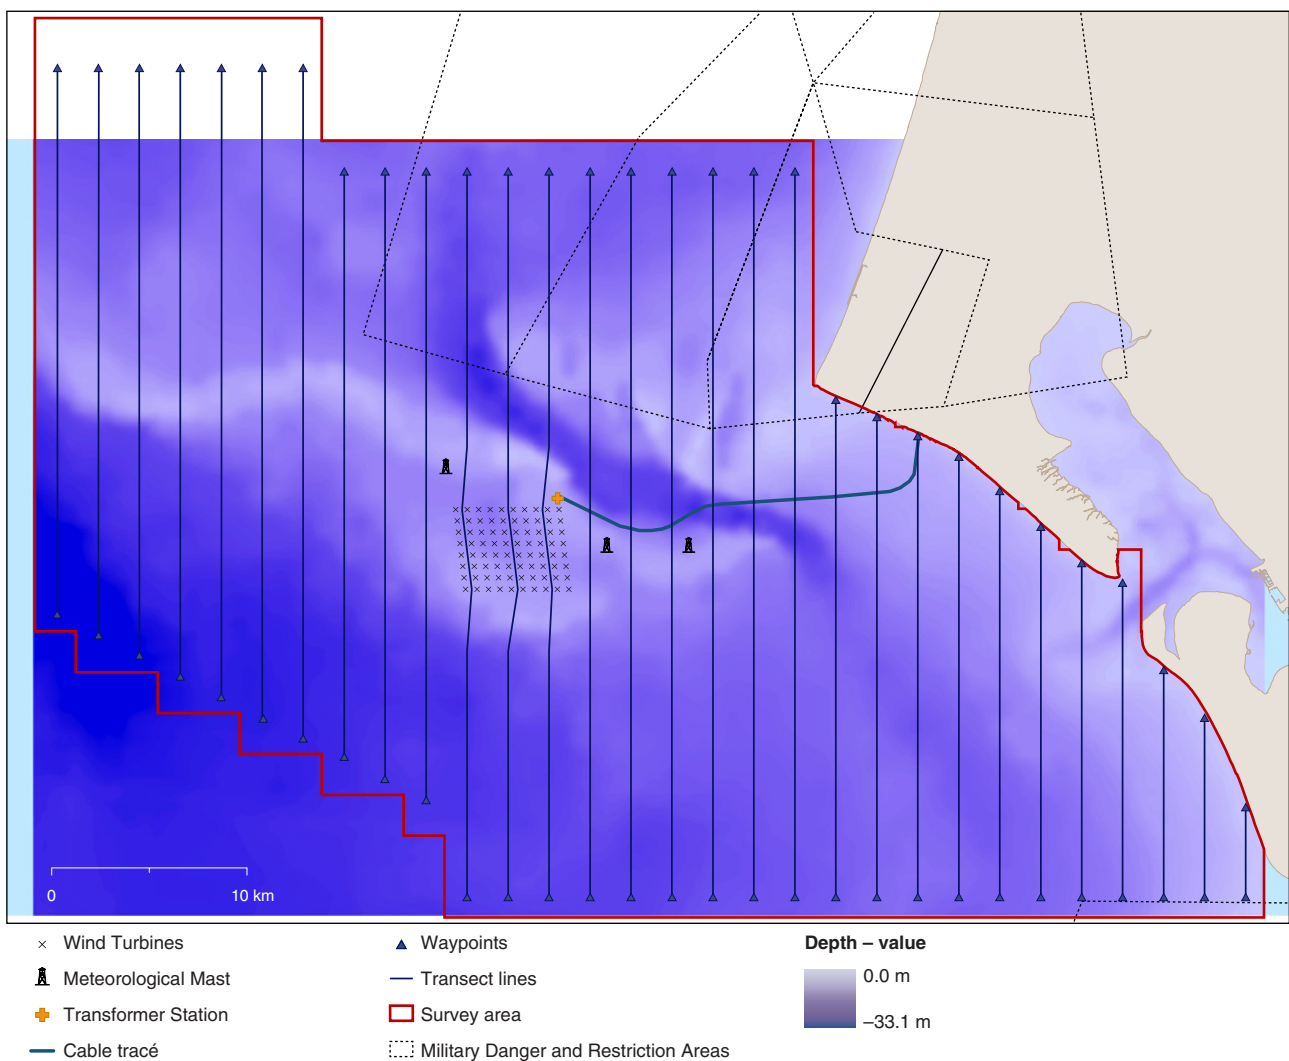 0 10 km
Wind Turbines
Meteorological Mast
Transformer Station
Cable tracé
Waypoints
Transect lines
Survey area
Military Danger and Restriction Areas
Depth – value
0.0 m
–33.1 m